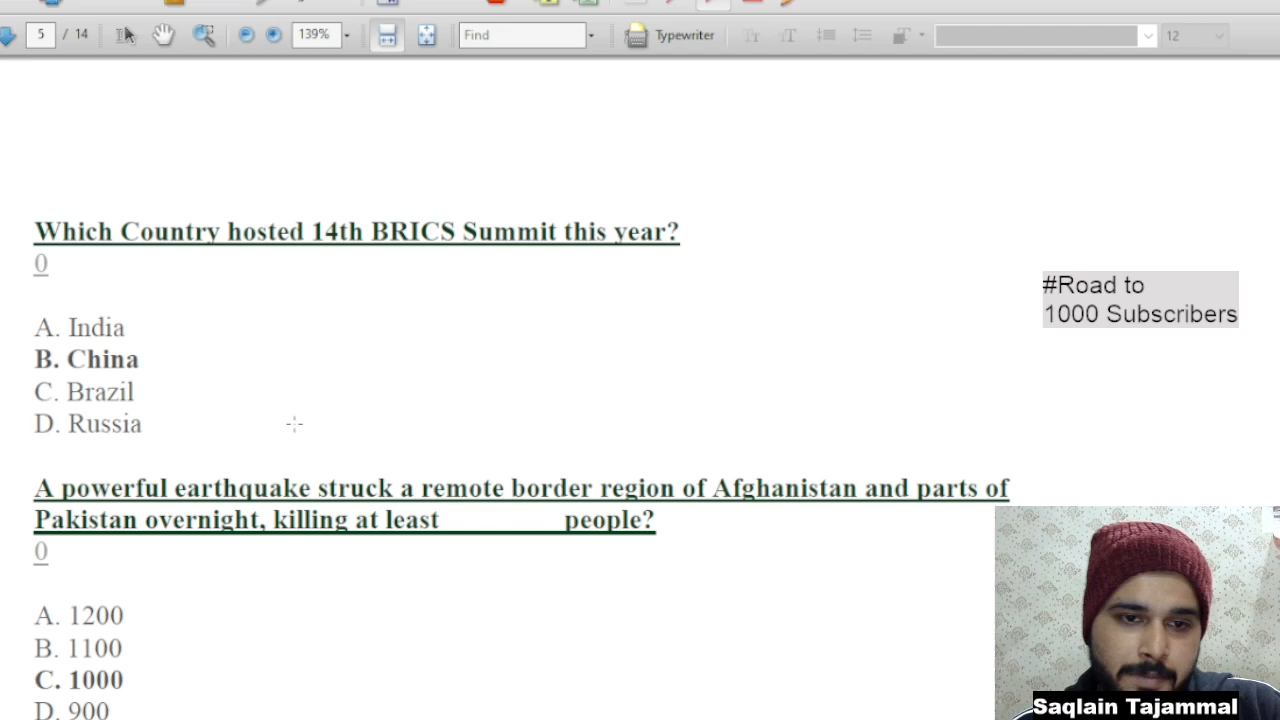 5 / 14
139%
Find
Typewriter
12
Which Country hosted 14th BRICS Summit this year?
0
#Road to
1000 Subscribers
A. India
B. China
C. Brazil
D. Russia
A powerful earthquake struck a remote border region of Afghanistan and parts of
Pakistan overnight, killing at least ________ people?
0
A. 1200
B. 1100
C. 1000
D. 900
Saqlain Tajammal